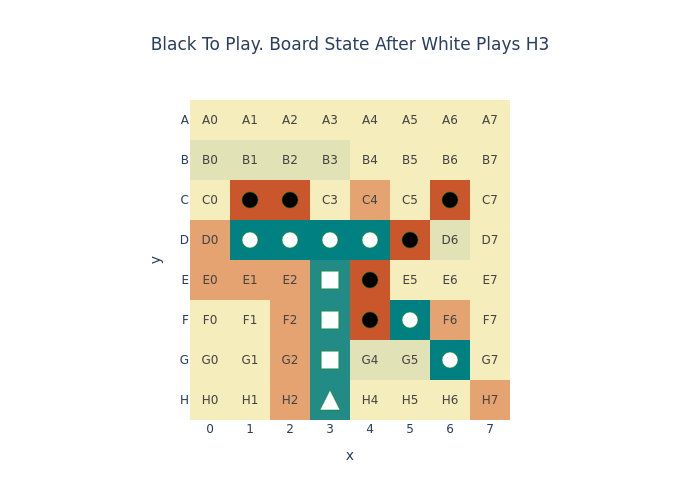 Black To Play. Board State After White Plays H3
A A0 A1 A2 A3 A4 A5 A6 A7
B B0 B1 B2 B3 B4 B5 B6 B7
C C0 C3 C4 C5 C7
D D0 D6 D7
y
E E0 E1 E2 E5 E6 E7
F F0 F1 F2 F6 F7
G G0 G1 G2 G4 G5 G7
H H0 H1 H2 H4 H5 H6 H7
0 1 2 3 4 5 6 7
x